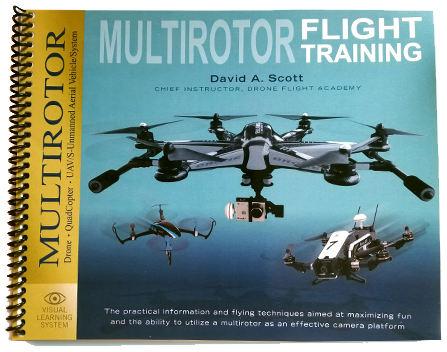 MULTIROTOR FLIGHT
TRAINING
David A. Scott
CHIEF INSTRUCTOR, DRONE FLIGHT ACADEMY
MULTIROTOR
Drone • QuadCopter • UAV/S-Unmanned Aerial Vehicle/System
VISUAL
LEARNING
SYSTEM
7
The practical information and flying techniques aimed at maximizing fun
and the ability to utilize a multirotor as an effective camera platform